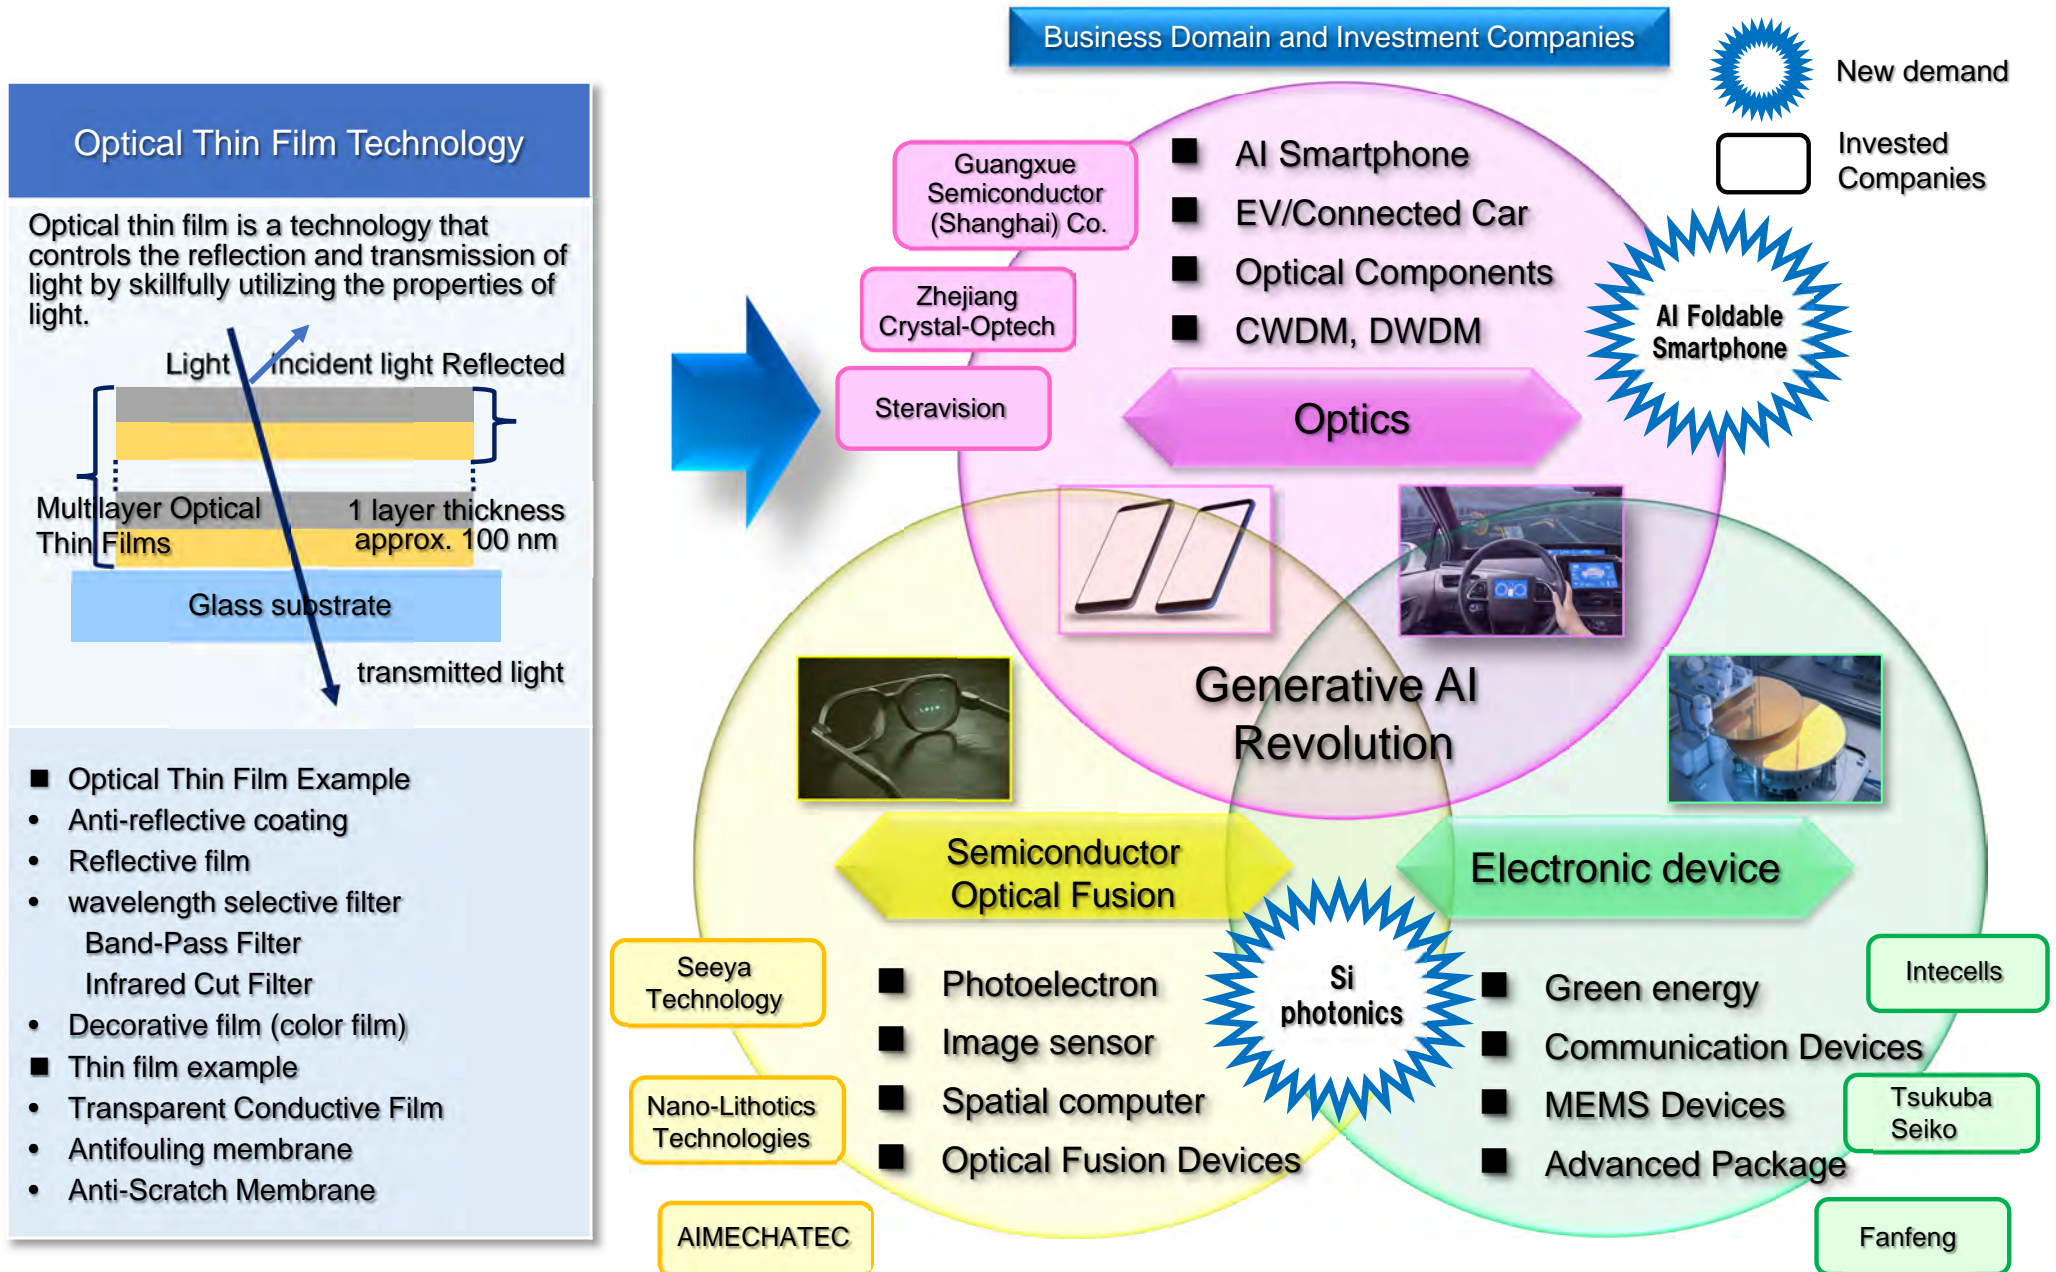 Business Domain and Investment Companies
New demand
Invested
Companies
Optical Thin Film Technology
Optical thin film is a technology that
controls the reflection and transmission of
light by skillfully utilizing the properties of
light.
Light
Incident light Reflected
Multilayer Optical
Thin Films
1 layer thickness
approx. 100 nm
Glass substrate
transmitted light
■ Optical Thin Film Example
• Anti-reflective coating
• Reflective film
• wavelength selective filter
Band-Pass Filter
Infrared Cut Filter
• Decorative film (color film)
■ Thin film example
• Transparent Conductive Film
• Antifouling membrane
• Anti-Scratch Membrane
Guangxue
Semiconductor
(Shanghai) Co.
Zhejiang
Crystal-Optech
Steravision
■ AI Smartphone
■ EV/Connected Car
■ Optical Components
■ CWDM, DWDM
AI Foldable
Smartphone
Optics
Generative AI
Revolution
Semiconductor
Optical Fusion
Electronic device
Seeya
Technology
Nano-Lithotics
Technologies
AIMECHATEC
■ Photoelectron
■ Image sensor
■ Spatial computer
■ Optical Fusion Devices
Si
photonics
■ Green energy
■ Communication Devices
■ MEMS Devices
■ Advanced Package
Intecells
Tsukuba
Seiko
Fanfeng